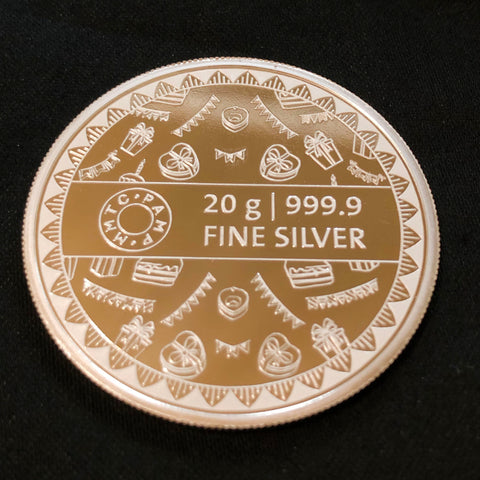 MMTC·PAMP·
20 g | 999.9
FINE SILVER